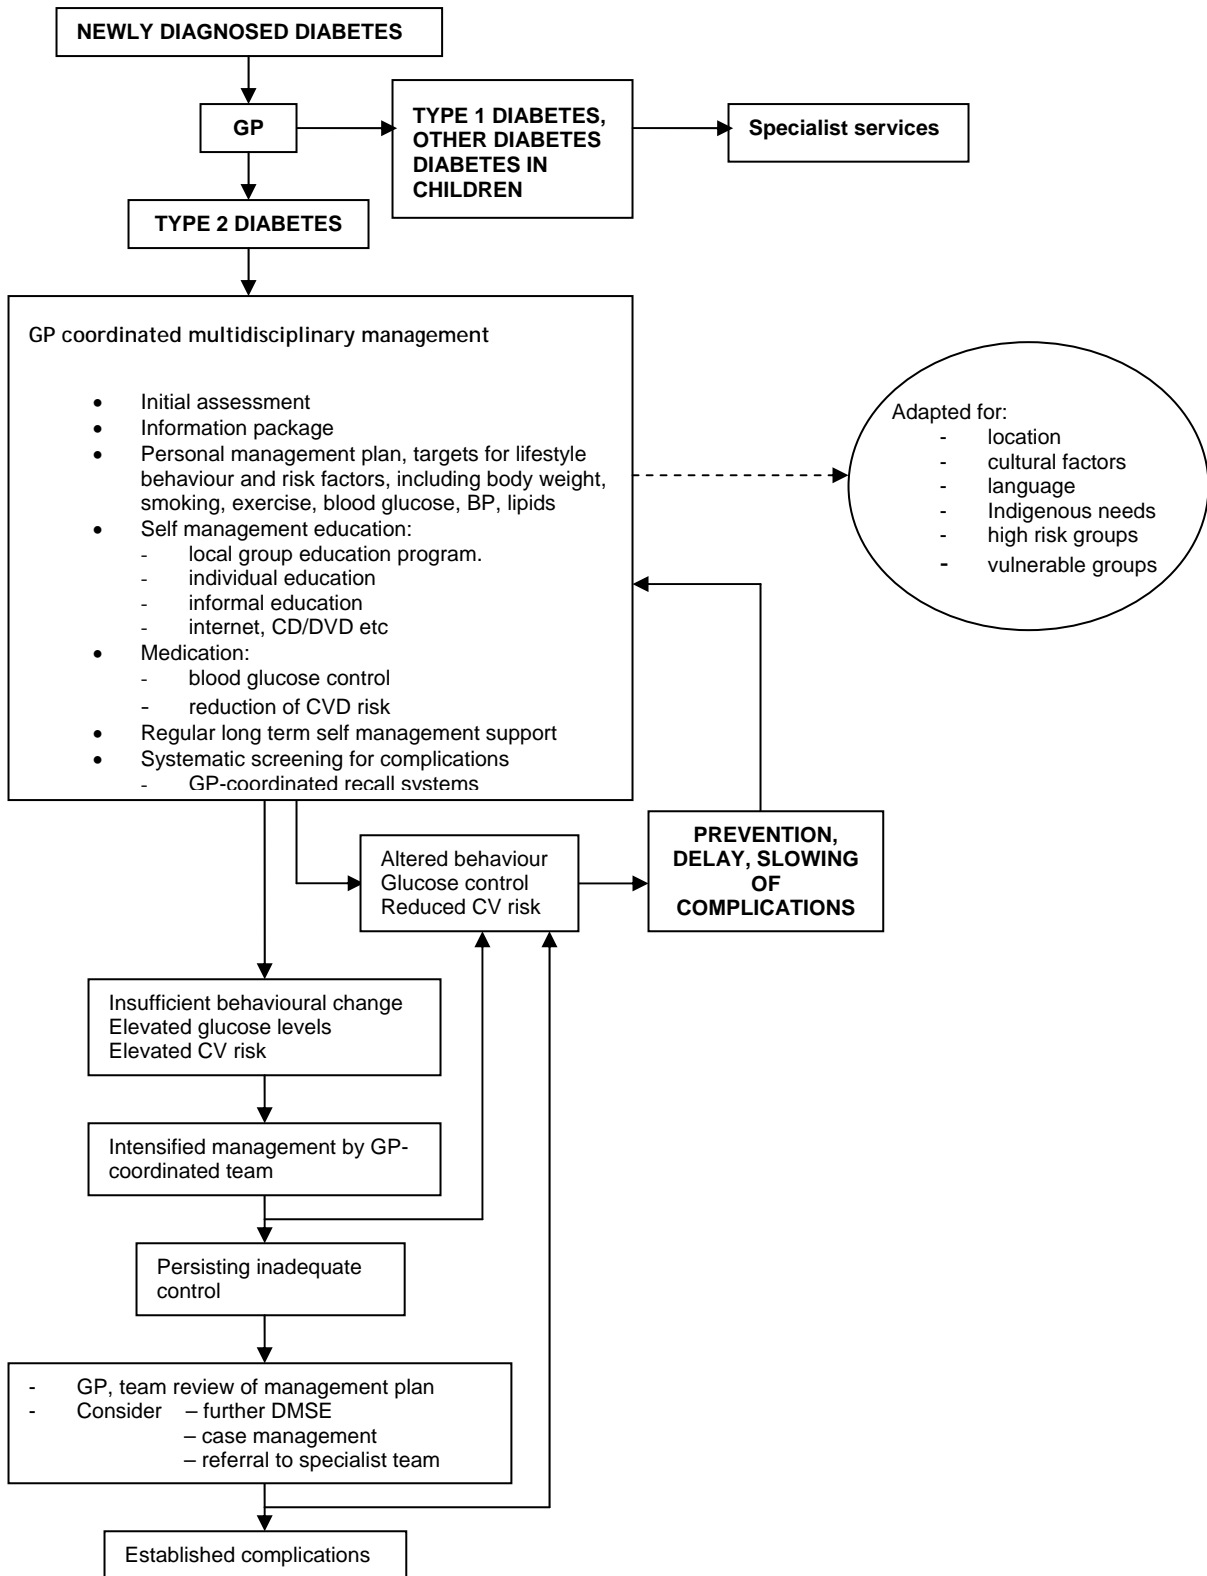 NEWLY DIAGNOSED DIABETES
GP
TYPE 1 DIABETES,
OTHER DIABETES
DIABETES IN
CHILDREN
Specialist services
TYPE 2 DIABETES
GP coordinated multidisciplinary management
• Initial assessment
• Information package
• Personal management plan, targets for lifestyle
behaviour and risk factors, including body weight,
smoking, exercise, blood glucose, BP, lipids
• Self management education:
- local group education program.
- individual education
- informal education
- internet, CD/DVD etc
• Medication:
- blood glucose control
- reduction of CVD risk
• Regular long term self management support
• Systematic screening for complications
- GP-coordinated recall systems
Adapted for:
- location
- cultural factors
- language
- Indigenous needs
- high risk groups
- vulnerable groups
Altered behaviour
Glucose control
Reduced CV risk
PREVENTION,
DELAY, SLOWING
OF
COMPLICATIONS
Insufficient behavioural change
Elevated glucose levels
Elevated CV risk
Intensified management by GP-
coordinated team
Persisting inadequate
control
- GP, team review of management plan
- Consider – further DMSE
– case management
– referral to specialist team
Established complications